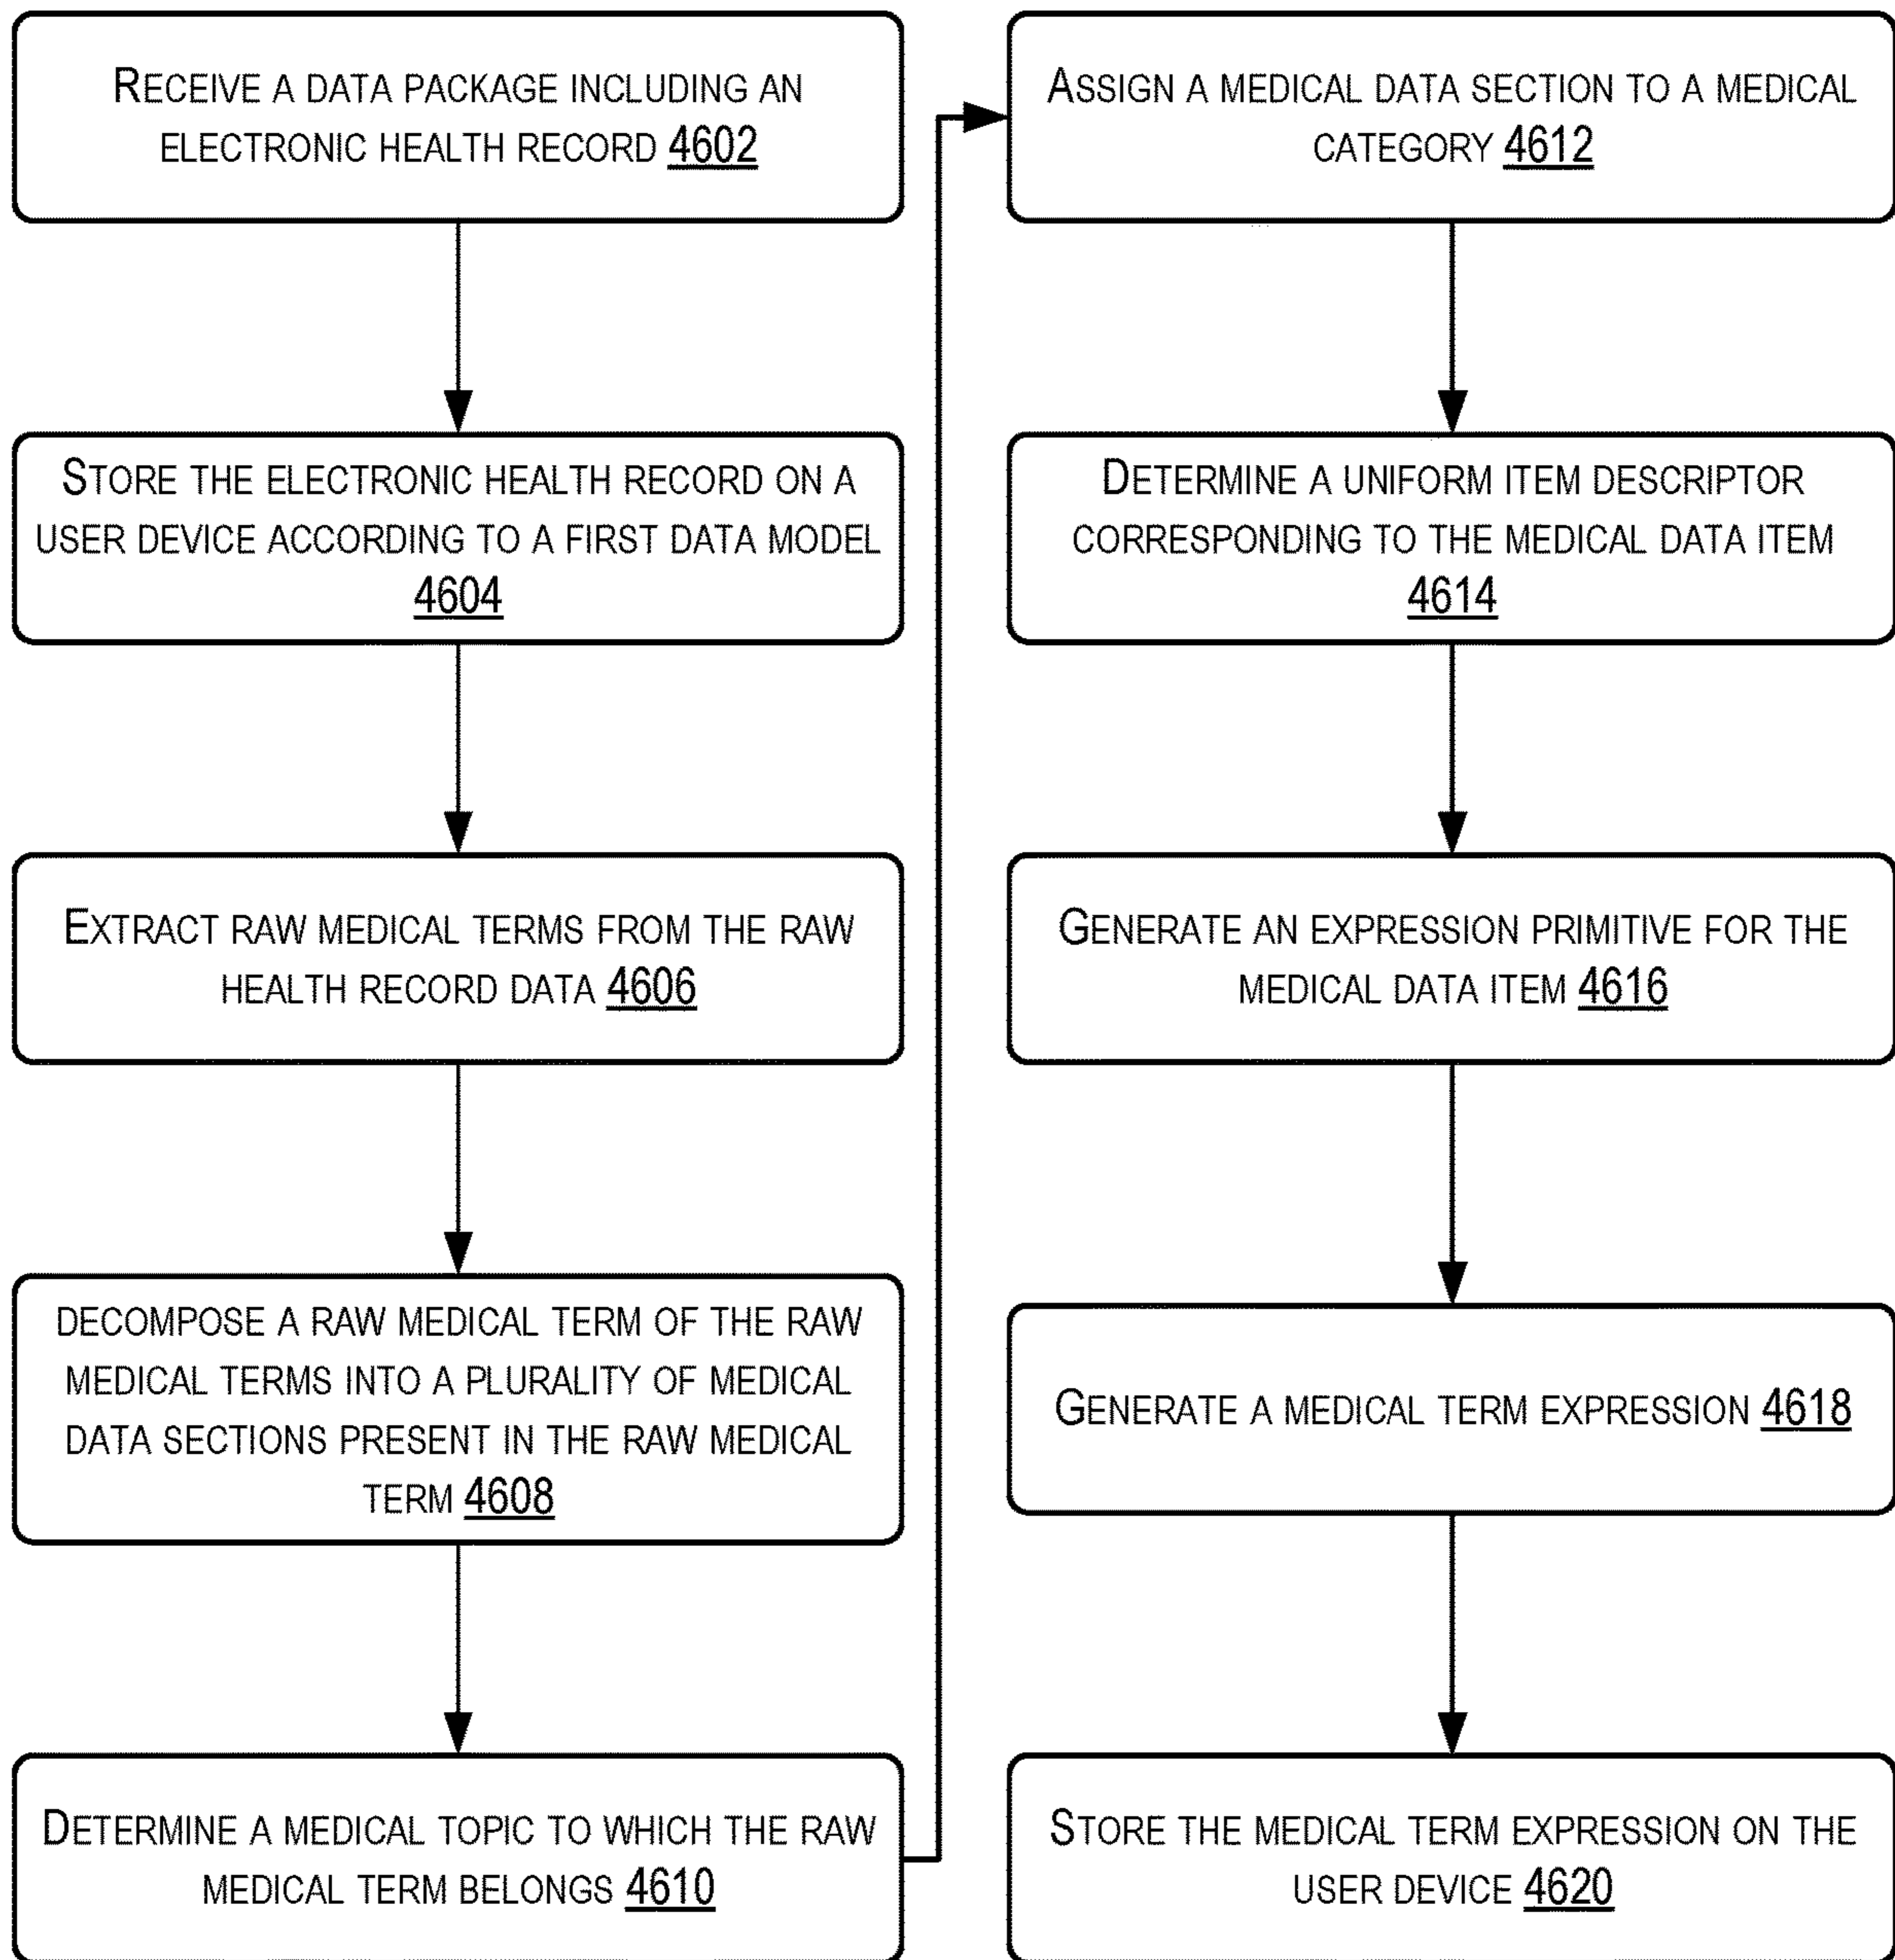 RECEIVE A DATA PACKAGE INCLUDING AN
ELECTRONIC HEALTH RECORD 4602
STORE THE ELECTRONIC HEALTH RECORD ON A
USER DEVICE ACCORDING TO A FIRST DATA MODEL
4604
EXTRACT RAW MEDICAL TERMS FROM THE RAW
HEALTH RECORD DATA 4606
DECOMPOSE A RAW MEDICAL TERM OF THE RAW
MEDICAL TERMS INTO A PLURALITY OF MEDICAL
DATA SECTIONS PRESENT IN THE RAW MEDICAL
TERM 4608
DETERMINE A MEDICAL TOPIC TO WHICH THE RAW
MEDICAL TERM BELONGS 4610
ASSIGN A MEDICAL DATA SECTION TO A MEDICAL
CATEGORY 4612
DETERMINE A UNIFORM ITEM DESCRIPTOR
CORRESPONDING TO THE MEDICAL DATA ITEM
4614
GENERATE AN EXPRESSION PRIMITIVE FOR THE
MEDICAL DATA ITEM 4616
GENERATE A MEDICAL TERM EXPRESSION 4618
STORE THE MEDICAL TERM EXPRESSION ON THE
USER DEVICE 4620